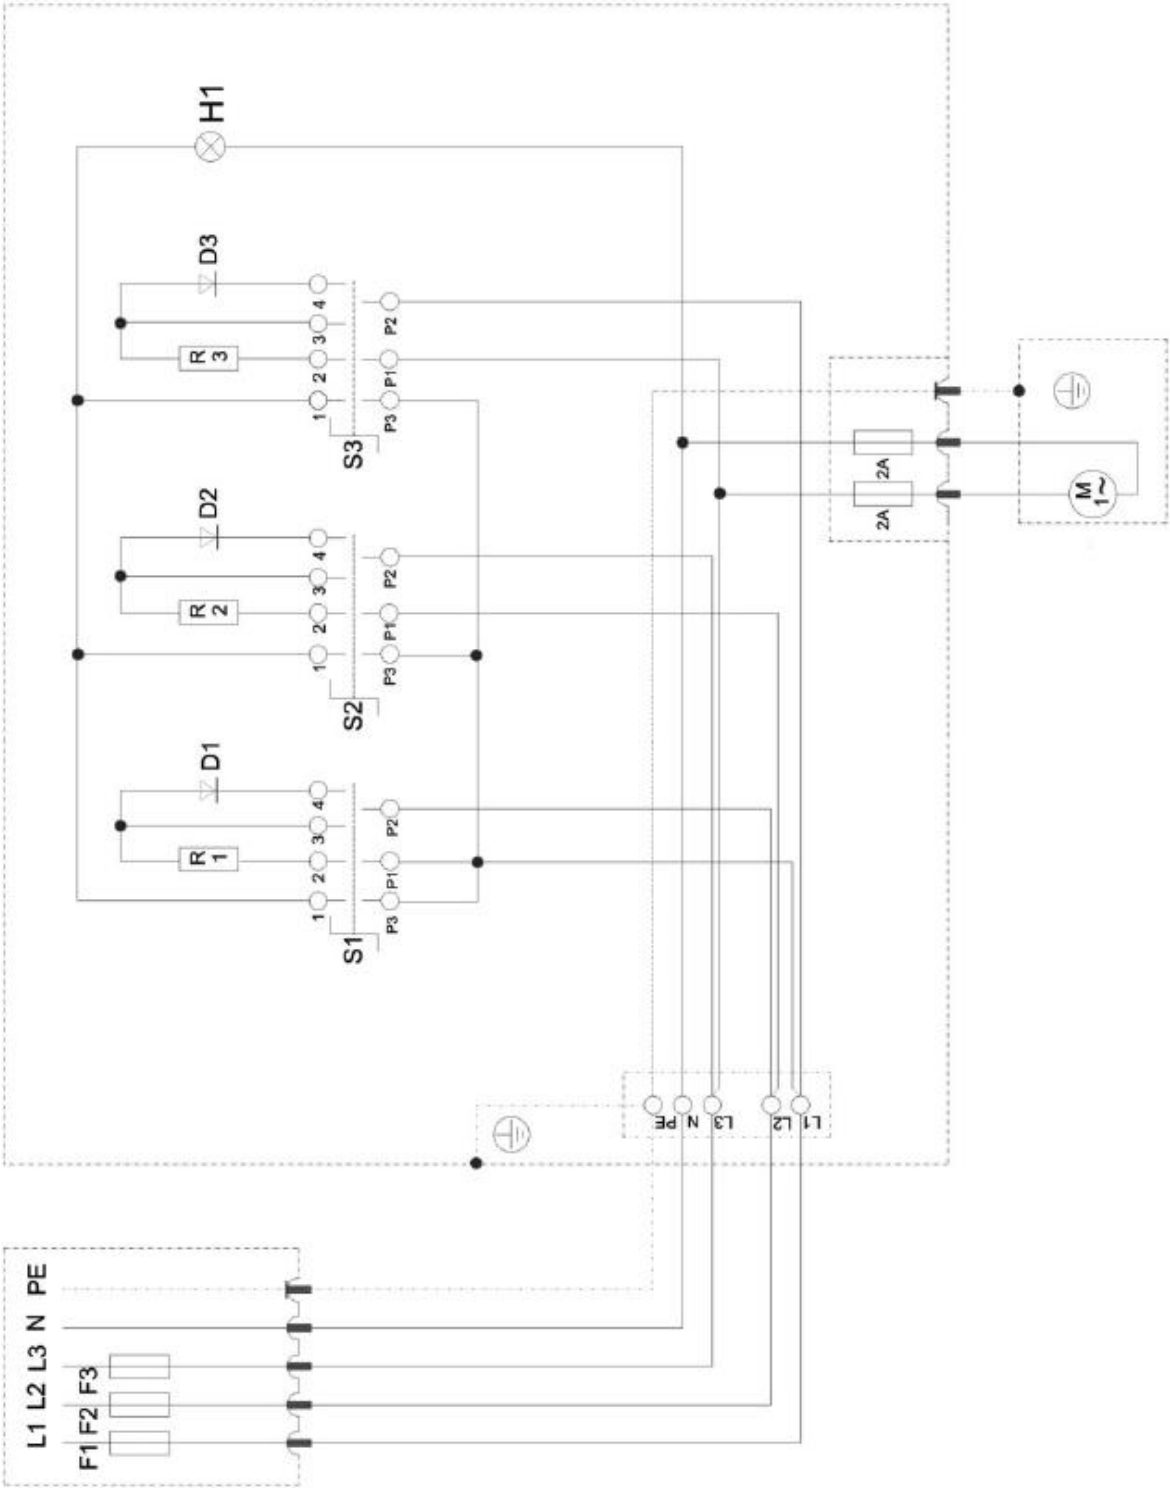 H1
D3
R 3
1 2 3 4
P3 P1 P2
S3
D2
R 2
1 2 3 4
P3 P1 P2
S2
D1
R 1
1 2 3 4
P3 P1 P2
S1
2A
2A
M
1~
PE
N
L3
L2
L1
L1 L2 L3 N PE
F1 F2 F3